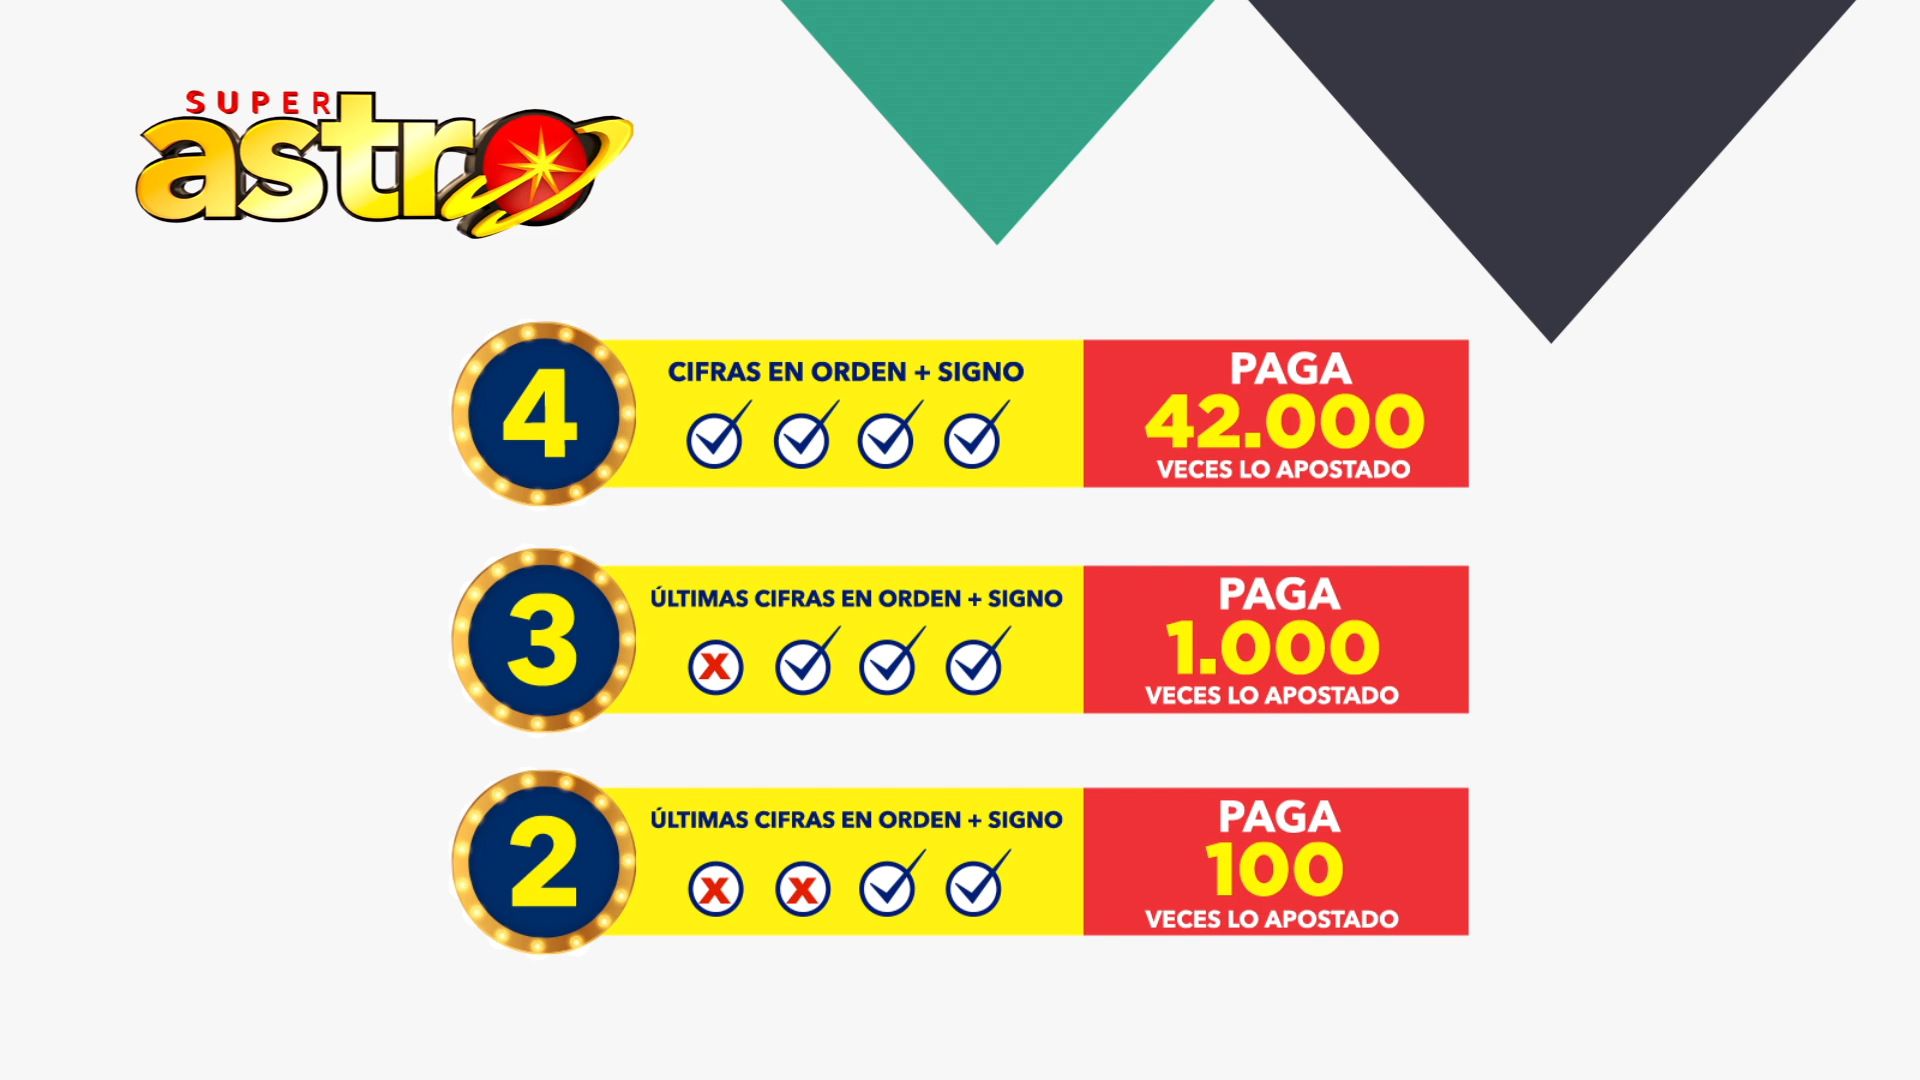 SUPER
astro
4
CIFRAS EN ORDEN + SIGNO
PAGA
42.000
VECES LO APOSTADO
3
ÚLTIMAS CIFRAS EN ORDEN + SIGNO
X
PAGA
1.000
VECES LO APOSTADO
2
ÚLTIMAS CIFRAS EN ORDEN + SIGNO
X X
PAGA
100
VECES LO APOSTADO